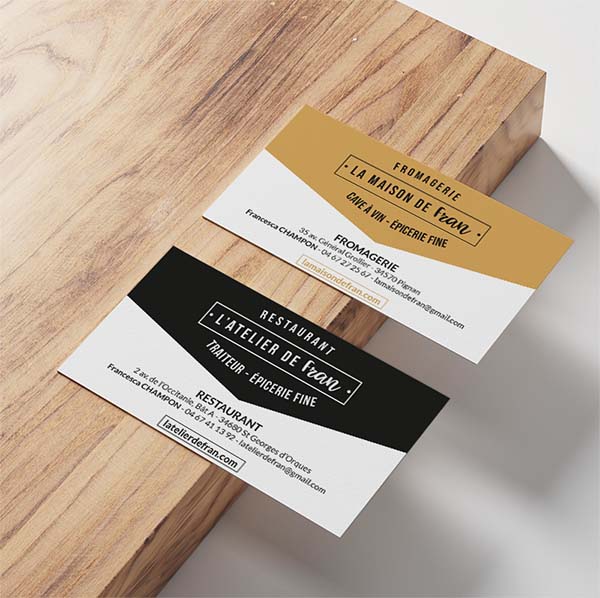 FROMAGERIE
• LA MAISON DE Fran •
CAVE À VIN - ÉPICERIE FINE
FROMAGERIE
35 av. Général Grollier - 34570 Pignan
Francesca CHAMPON - 04 67 27 25 67 - lamaisondefran@gmail.com
lamaisondefran.com
RESTAURANT
• L'ATELIER DE Fran •
TRAITEUR - ÉPICERIE FINE
RESTAURANT
2 av. de l'Occitanie, Bât A - 34680 St Georges d'Orques
Francesca CHAMPON - 04 67 41 13 92 - latelierdefran@gmail.com
latelierdefran.com